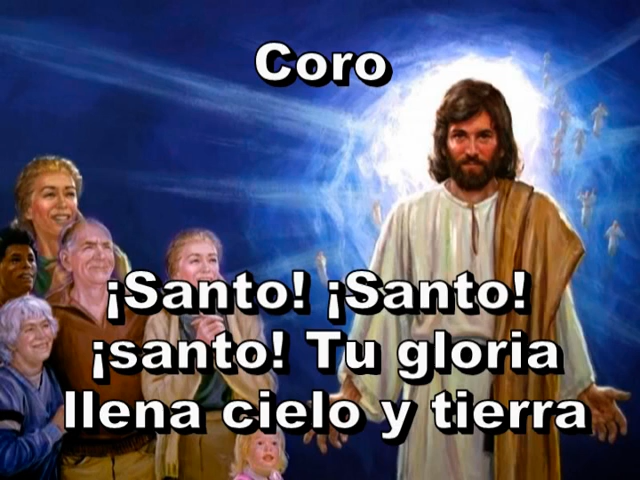 Coro
¡Santo! ¡Santo!
¡santo! Tu gloria
llena cielo y tierra